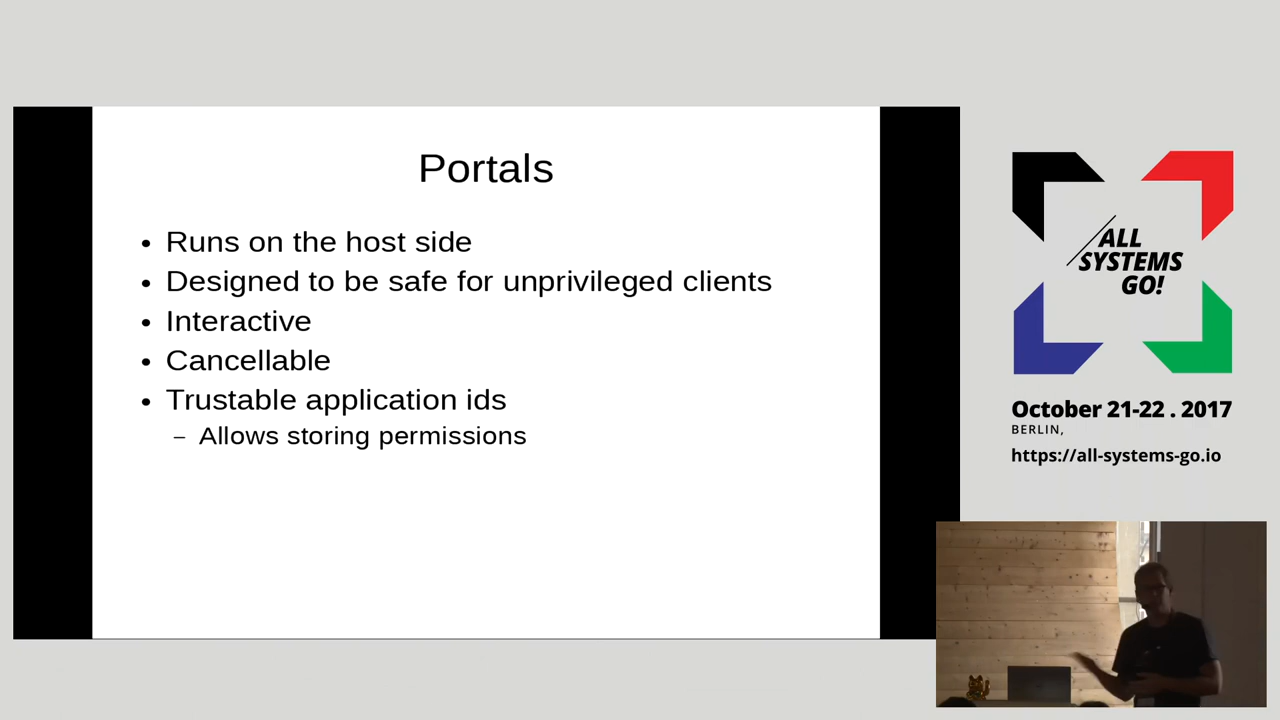 Portals
• Runs on the host side
• Designed to be safe for unprivileged clients
• Interactive
• Cancellable
• Trustable application ids
– Allows storing permissions
ALL
SYSTEMS
GO!
October 21-22 . 2017
BERLIN,
https://all-systems-go.io